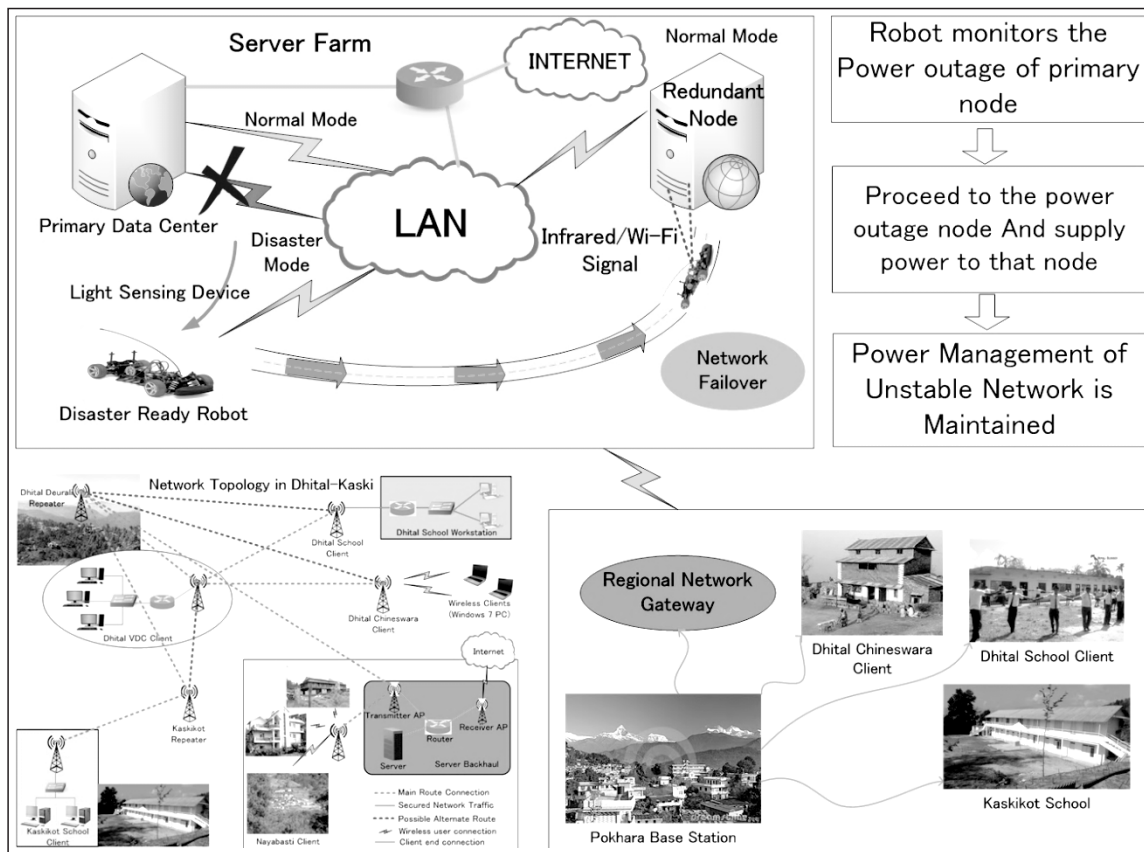 Server Farm
INTERNET
Normal Mode
Redundant
Node
Normal Mode
LAN
Primary Data Center
Disaster
Mode
Infrared/Wi-Fi
Signal
Light Sensing Device
Disaster Ready Robot
Network
Failover
Robot monitors the
Power outage of primary
node
Proceed to the power
outage node And supply
power to that node
Power Management of
Unstable Network is
Maintained
Network Topology in Dhital-Kaski
Dhital Deurali
Repeater
Dhital School
Client
Dhital School Workstation
Dhital VDC Client
Dhital Chineswara
Client
Wireless Clients
(Windows 7 PC)
Internet
Kaskikot
Repeater
Transmitter AP
Receiver AP
Router
Server
Server Backhaul
Kaskikot School
Client
Nayabasti Client
Main Route Connection
Secured Network Traffic
Possible Alternate Route
Wireless user connection
Client end connection
Regional Network
Gateway
Dhital Chineswara
Client
Dhital School Client
Kaskikot School
Pokhara Base Station